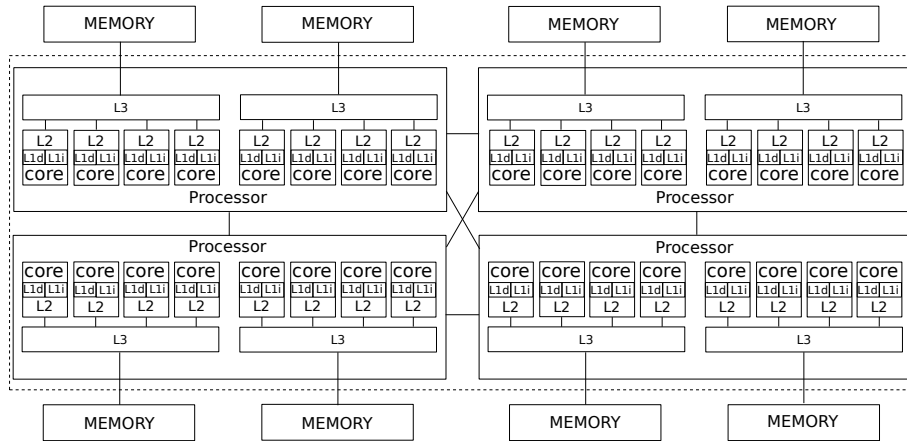 MEMORY MEMORY MEMORY MEMORY
L3 L3 L3 L3
L2 L2 L2 L2 L2 L2 L2 L2 L2 L2 L2 L2 L2 L2 L2 L2
L1d L1i L1d L1i L1d L1i L1d L1i L1d L1i L1d L1i L1d L1i L1d L1i L1d L1i L1d L1i L1d L1i L1d L1i L1d L1i L1d L1i L1d L1i L1d L1i
core core core core core core core core core core core core core core core core
Processor Processor
Processor Processor
core core core core core core core core core core core core core core core core
L1d L1i L1d L1i L1d L1i L1d L1i L1d L1i L1d L1i L1d L1i L1d L1i L1d L1i L1d L1i L1d L1i L1d L1i L1d L1i L1d L1i L1d L1i L1d L1i
L2 L2 L2 L2 L2 L2 L2 L2 L2 L2 L2 L2 L2 L2 L2 L2
L3 L3 L3 L3
MEMORY MEMORY MEMORY MEMORY